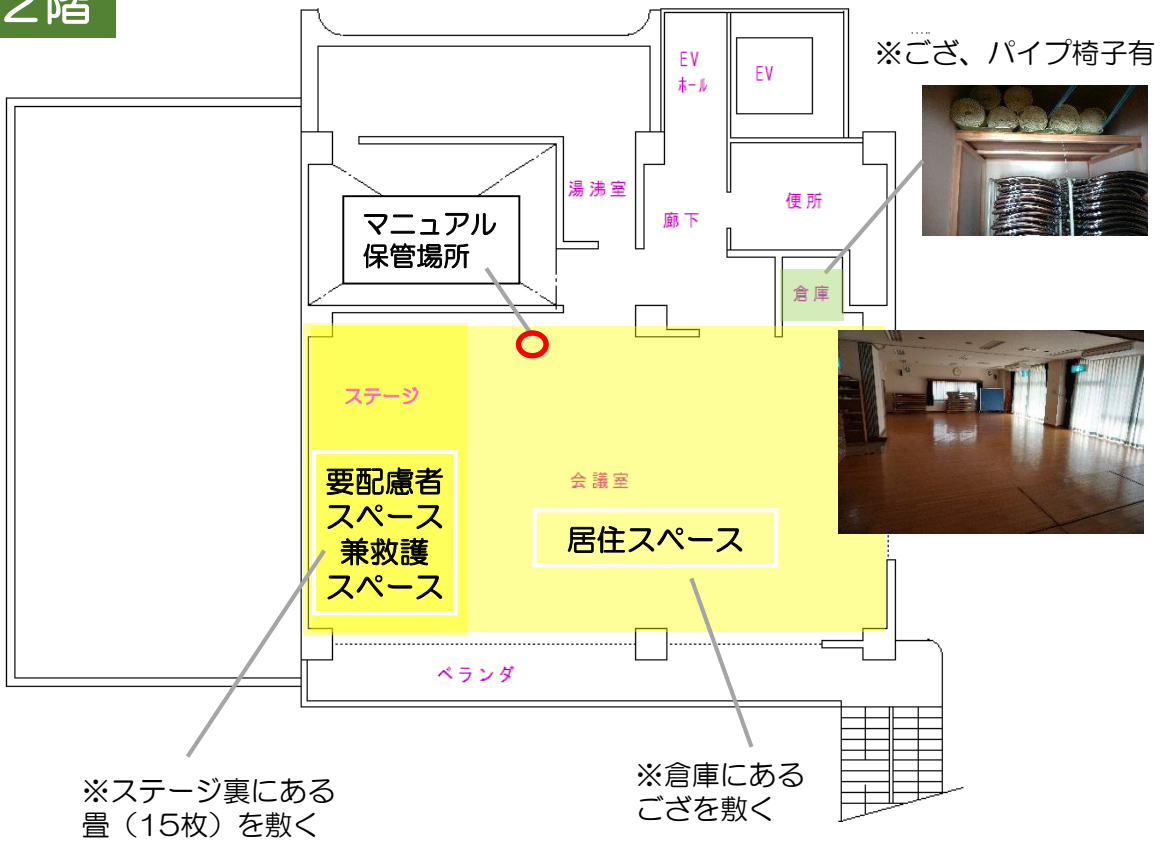 2階
※ござ、パイプ椅子有
EV
ホール
EV
湯沸室
便所
廊下
マニュアル
保管場所
倉庫
ステージ
要配慮者
スペース
兼救護
スペース
会議室
居住スペース
ベランダ
※ステージ裏にある
畳（15枚）を敷く
※倉庫にある
ござを敷く